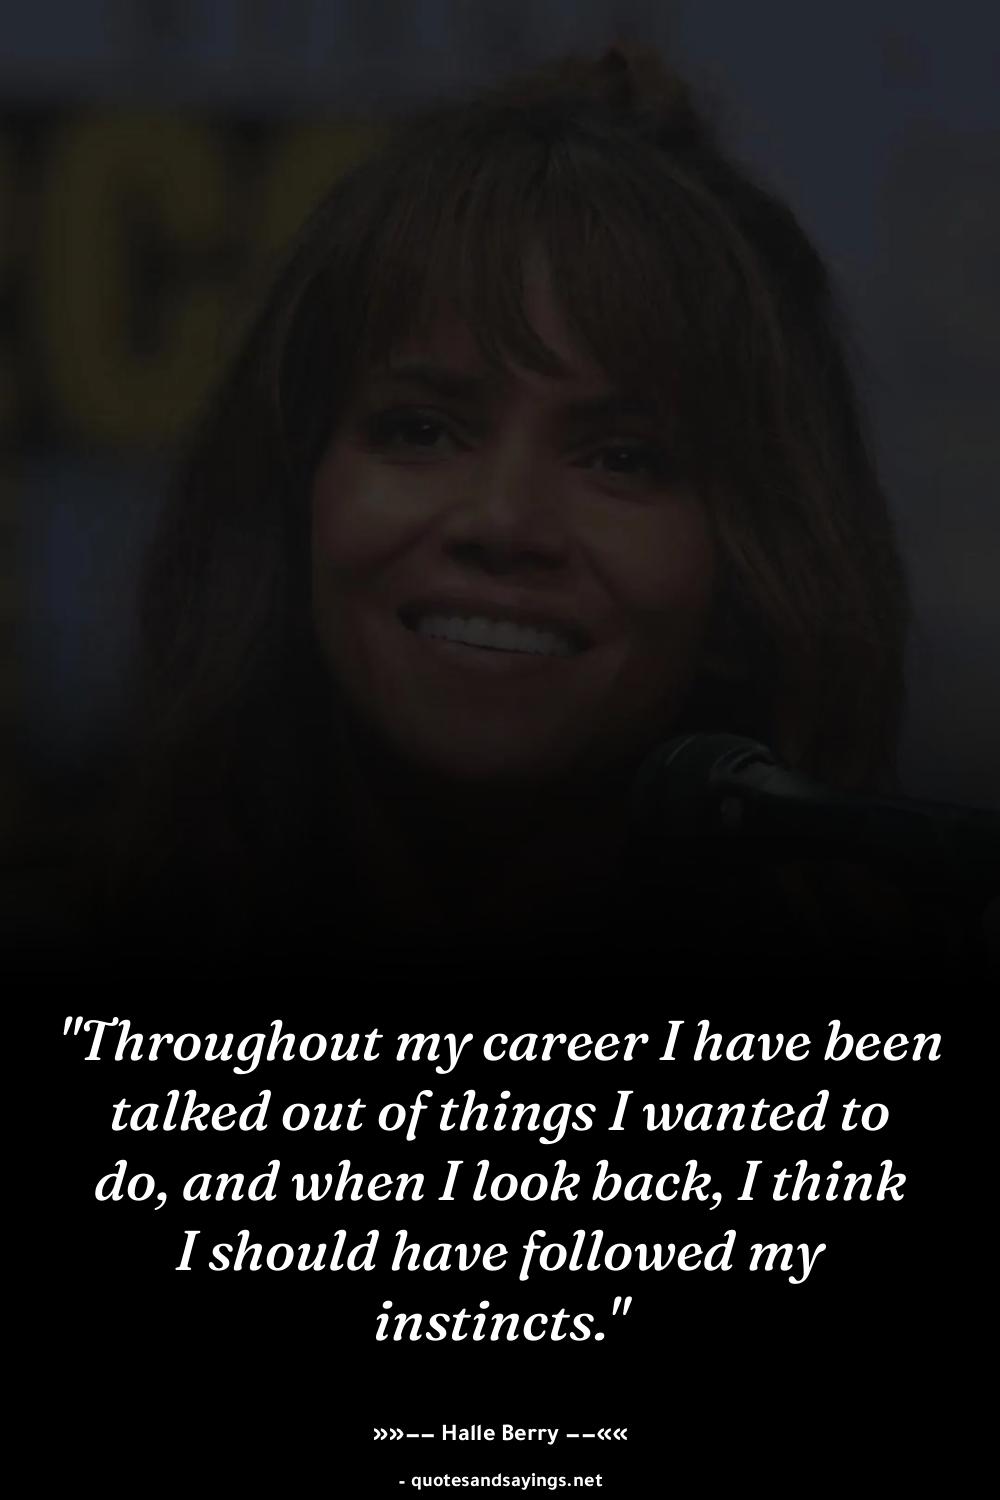 "Throughout my career I have been
talked out of things I wanted to
do, and when I look back, I think
I should have followed my
instincts."
»»−− Halle Berry −−««
- quotesandsayings.net